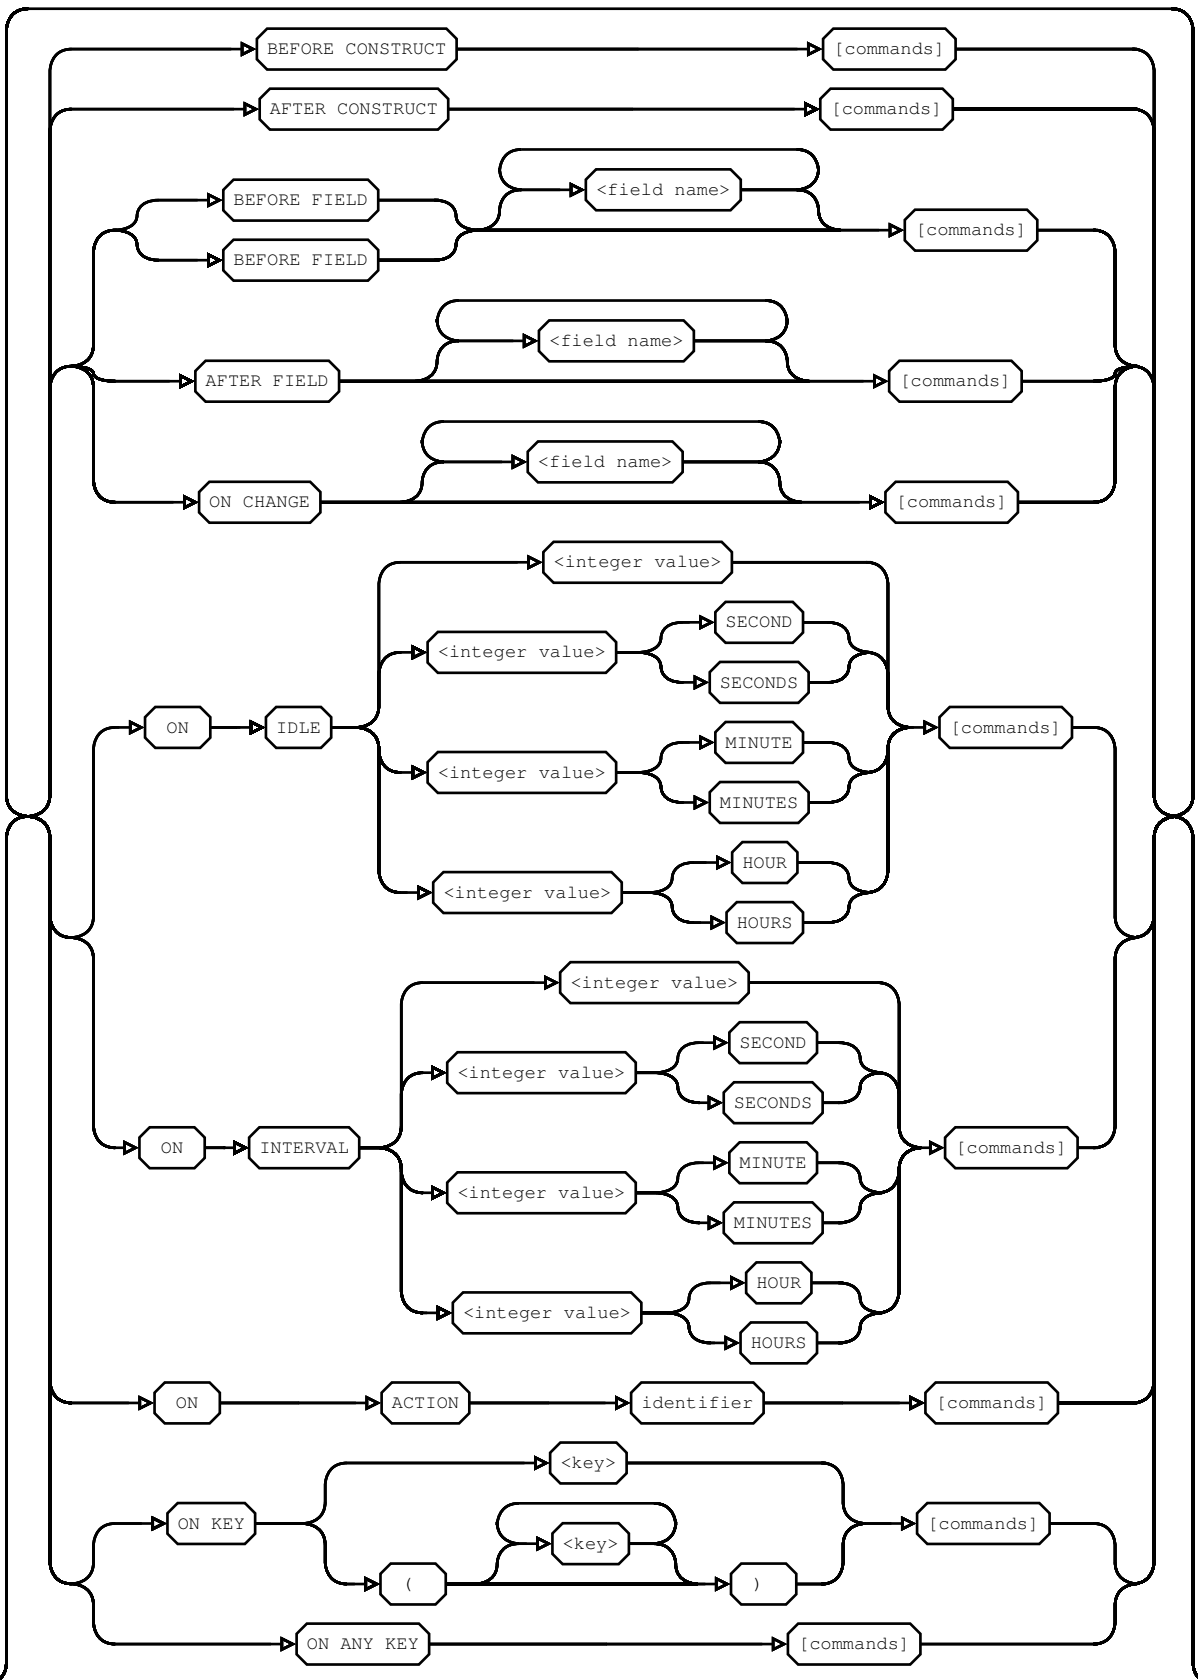 BEFORE CONSTRUCT [commands]
AFTER CONSTRUCT [commands]
<field name>
BEFORE FIELD
[commands]
BEFORE FIELD
<field name>
AFTER FIELD [commands]
<field name>
ON CHANGE [commands]
<integer value>
SECOND
<integer value>
SECONDS
ON IDLE [commands]
MINUTE
<integer value>
MINUTES
HOUR
<integer value>
HOURS
<integer value>
SECOND
<integer value>
SECONDS
ON INTERVAL [commands]
MINUTE
<integer value>
MINUTES
HOUR
<integer value>
HOURS
ON ACTION identifier [commands]
<key>
ON KEY [commands]
<key>
( )
ON ANY KEY [commands]